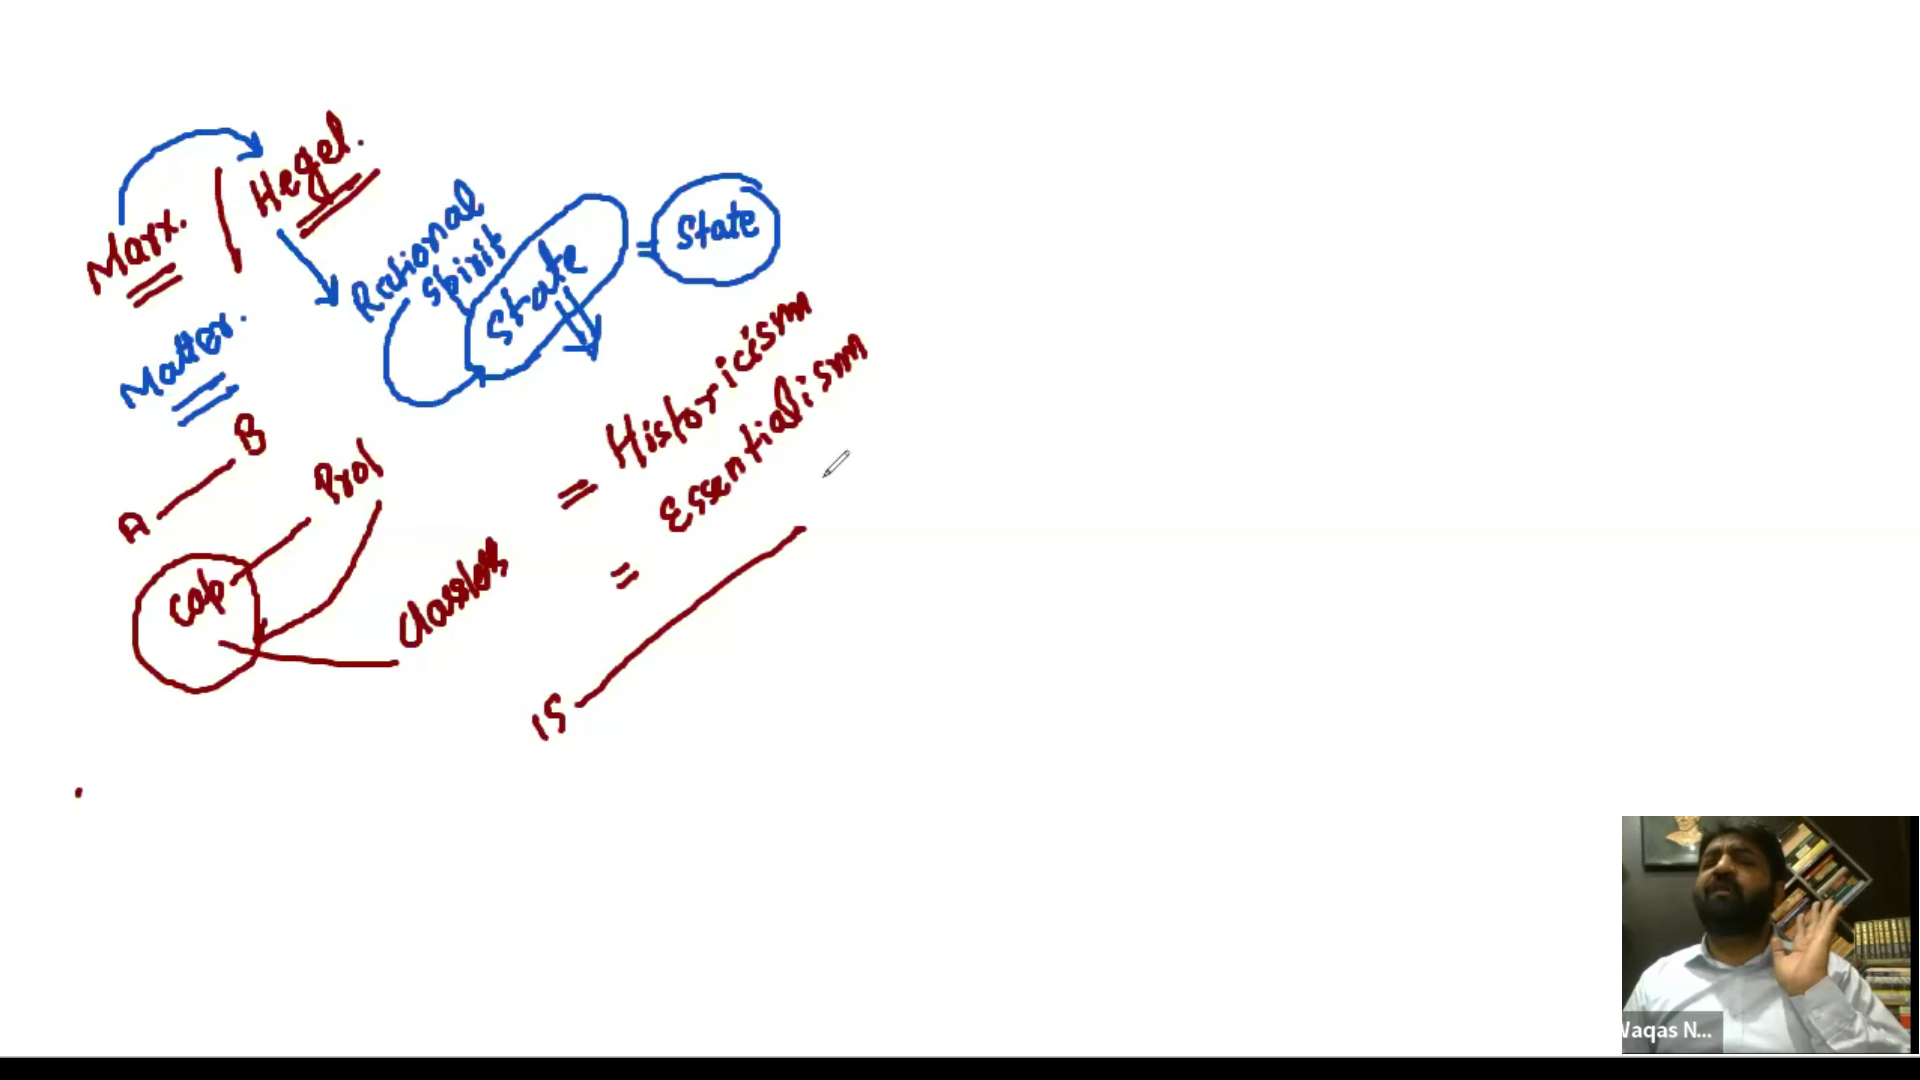 Hegel.
Marx.
Rational
Spirit
State
= State
Matter.
= Historicism
Essentialism
=
B
A
Prol
Cap
Classless
IS
Waqas N...